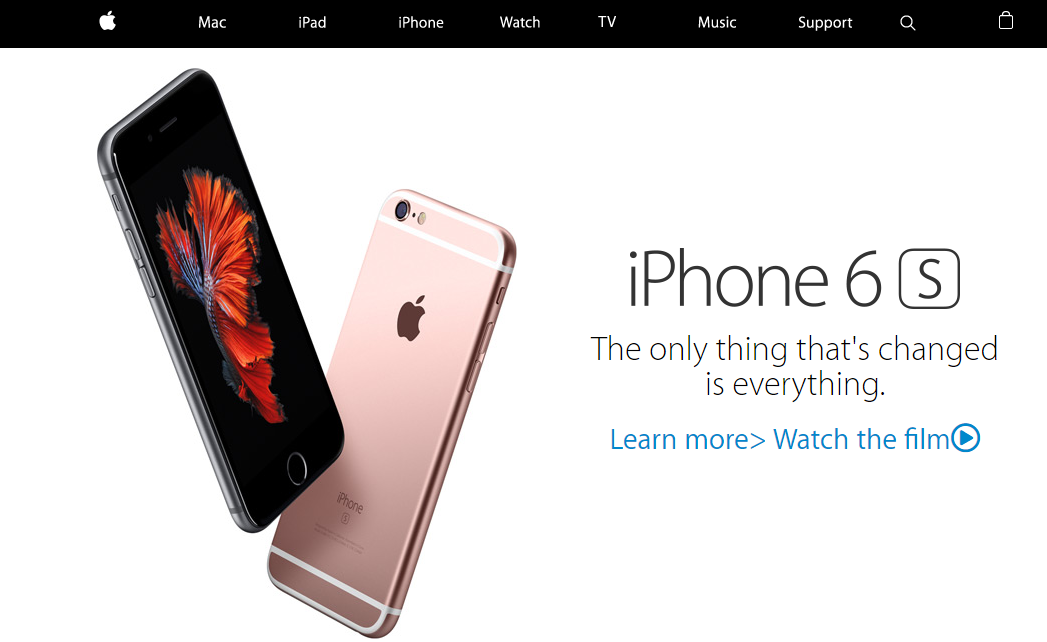 Mac iPad iPhone Watch TV Music Support
iPhone 6 S
The only thing that's changed
is everything.
Learn more> Watch the film
iPhone
S